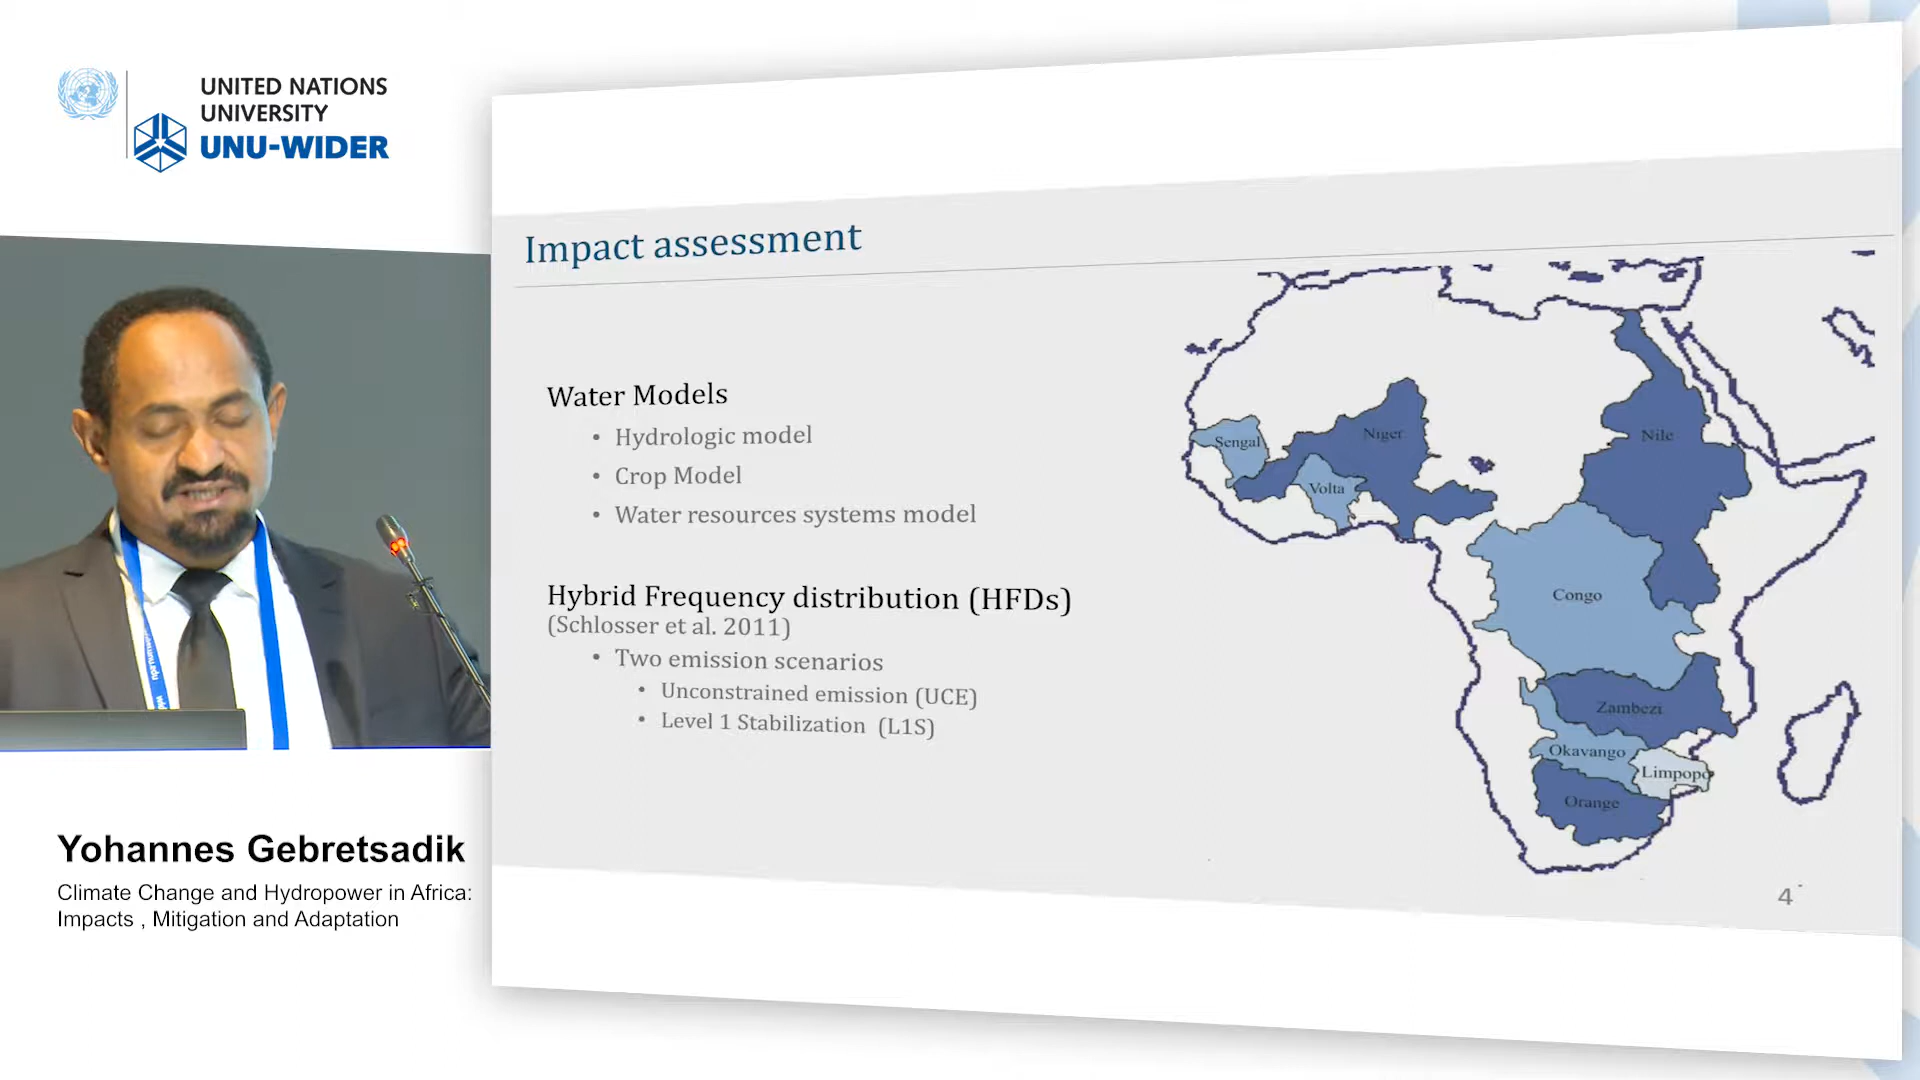 UNITED NATIONS
UNIVERSITY
UNU-WIDER
Impact assessment
Water Models
• Hydrologic model
• Crop Model
• Water resources systems model
Hybrid Frequency distribution (HFDs)
(Schlosser et al. 2011)
• Two emission scenarios
• Unconstrained emission (UCE)
• Level 1 Stabilization (L1S)
Sengal
Niger
Nile
Volta
Congo
Zambezi
Okavango
Limpopo
Orange
4
Yohannes Gebretsadik
Climate Change and Hydropower in Africa:
Impacts , Mitigation and Adaptation